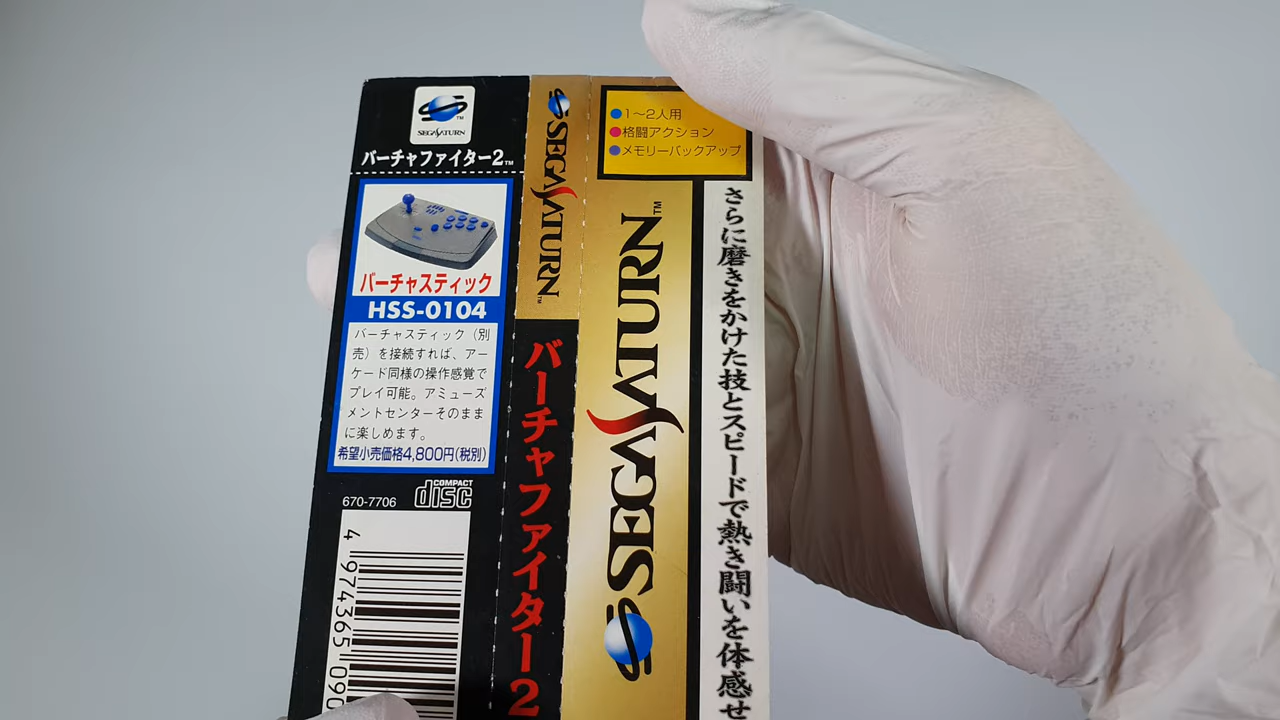 SEGA SATURN™
バーチャファイター2™
バーチャスティック
HSS-0104
バーチャスティック(別
売)を接続すれば、アー
ケード同様の操作感覚で
プレイ可能。アミューズ
メントセンターそのまま
に楽しめます。
希望小売価格4,800円(税別)
670-7706
COMPACT
disc
4 974365 090
SEGA SATURN™
バーチャファイター2
●1〜2人用
●格闘アクション
●メモリーバックアップ
SEGA SATURN™
さらに磨きをかけた技とスピードで熱き闘いを体感せ